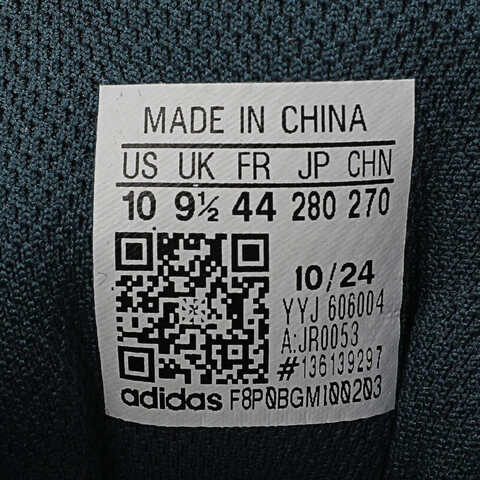 MADE IN CHINA
US UK FR JP CHN
10 9½ 44 280 270
10/24
YYJ 606004
A:JR0053
#136139297
adidas F8P0BGMI00203